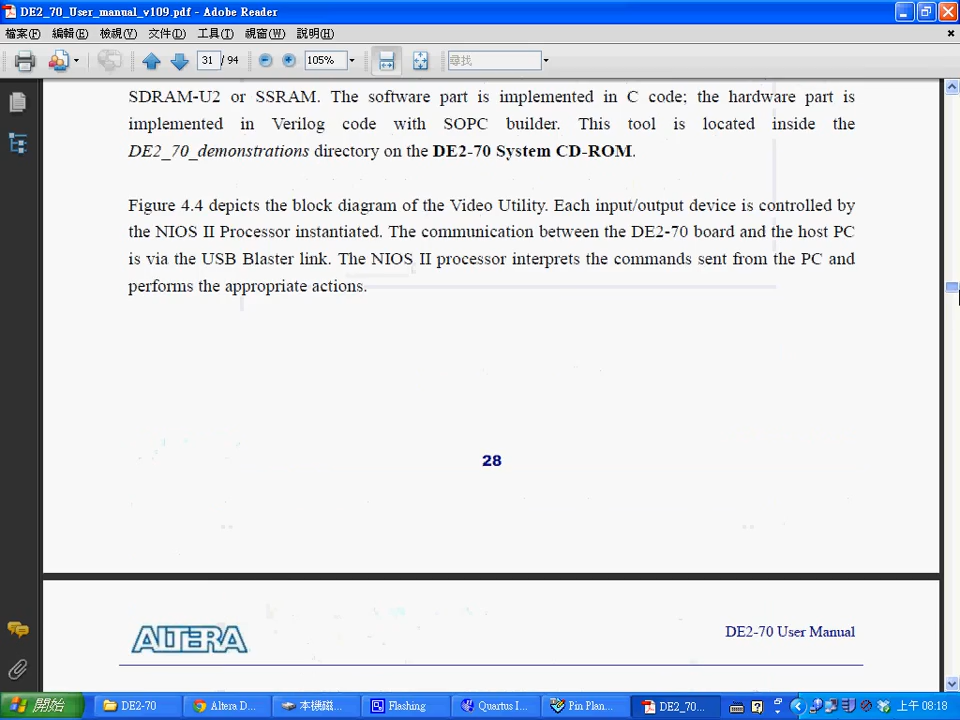 DE2_70_User_manual_v109.pdf - Adobe Reader
檔案(F) 編輯(E) 檢視(V) 文件(D) 工具(T) 視窗(W) 說明(H)
31 / 94 105% 尋找
SDRAM-U2 or SSRAM. The software part is implemented in C code; the hardware part is
implemented in Verilog code with SOPC builder. This tool is located inside the
DE2_70_demonstrations directory on the DE2-70 System CD-ROM.
Figure 4.4 depicts the block diagram of the Video Utility. Each input/output device is controlled by
the NIOS II Processor instantiated. The communication between the DE2-70 board and the host PC
is via the USB Blaster link. The NIOS II processor interprets the commands sent from the PC and
performs the appropriate actions.
28
ALTERA
DE2-70 User Manual
開始 DE2-70 Altera D... 本機磁... Flashing Quartus I... Pin Plan... DE2_70... 上午 08:18